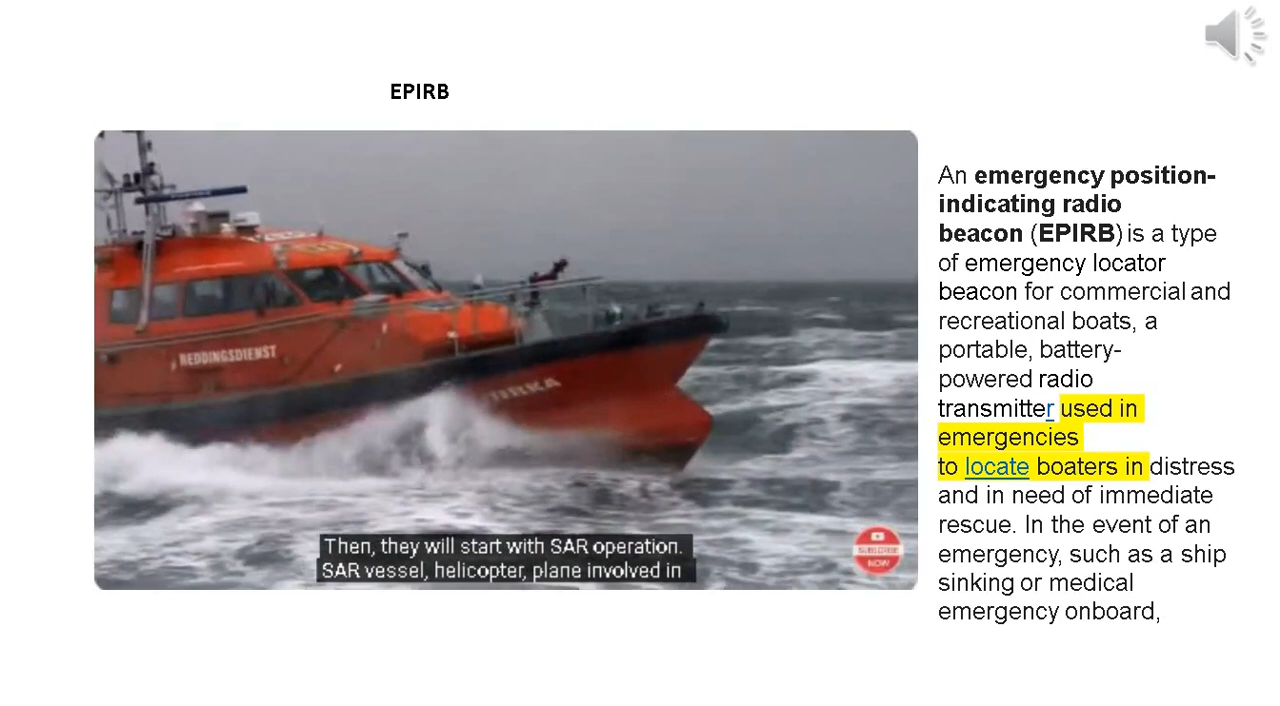 EPIRB
REDDINGSDIENST
Then, they will start with SAR operation.
SAR vessel, helicopter, plane involved in
NOW
An emergency position-
indicating radio
beacon (EPIRB) is a type
of emergency locator
beacon for commercial and
recreational boats, a
portable, battery-
powered radio
transmitter used in
emergencies
to locate boaters in distress
and in need of immediate
rescue. In the event of an
emergency, such as a ship
sinking or medical
emergency onboard,